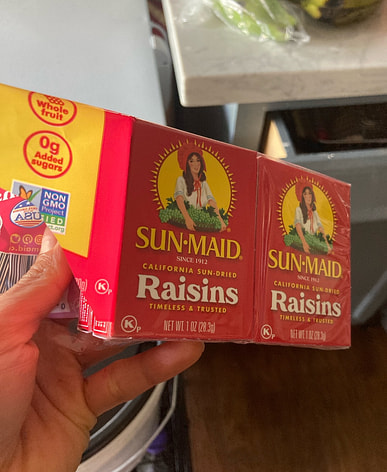 Whole
fruit
0g
Added
sugars
NON
GMO
Project
IED
USA
K
P
SUN-MAID
SINCE 1912
CALIFORNIA SUN-DRIED
Raisins
TIMELESS & TRUSTED
NET WT 1 OZ (28.3g)
K
P
SUN-MAID
SINCE 1912
CALIFORNIA SUN-DRIED
Raisins
TIMELESS & TRUSTED
NET WT 1 OZ (28.3g)
K
P